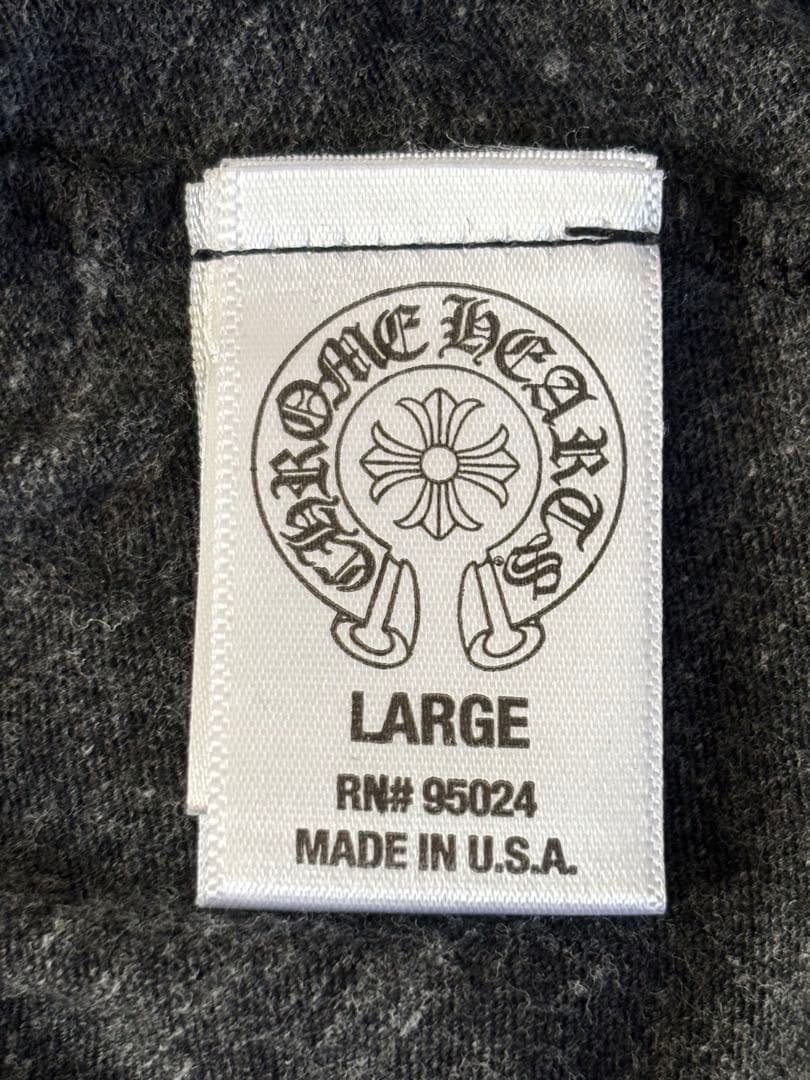 CHROME HEARTS
LARGE
RN# 95024
MADE IN U.S.A.